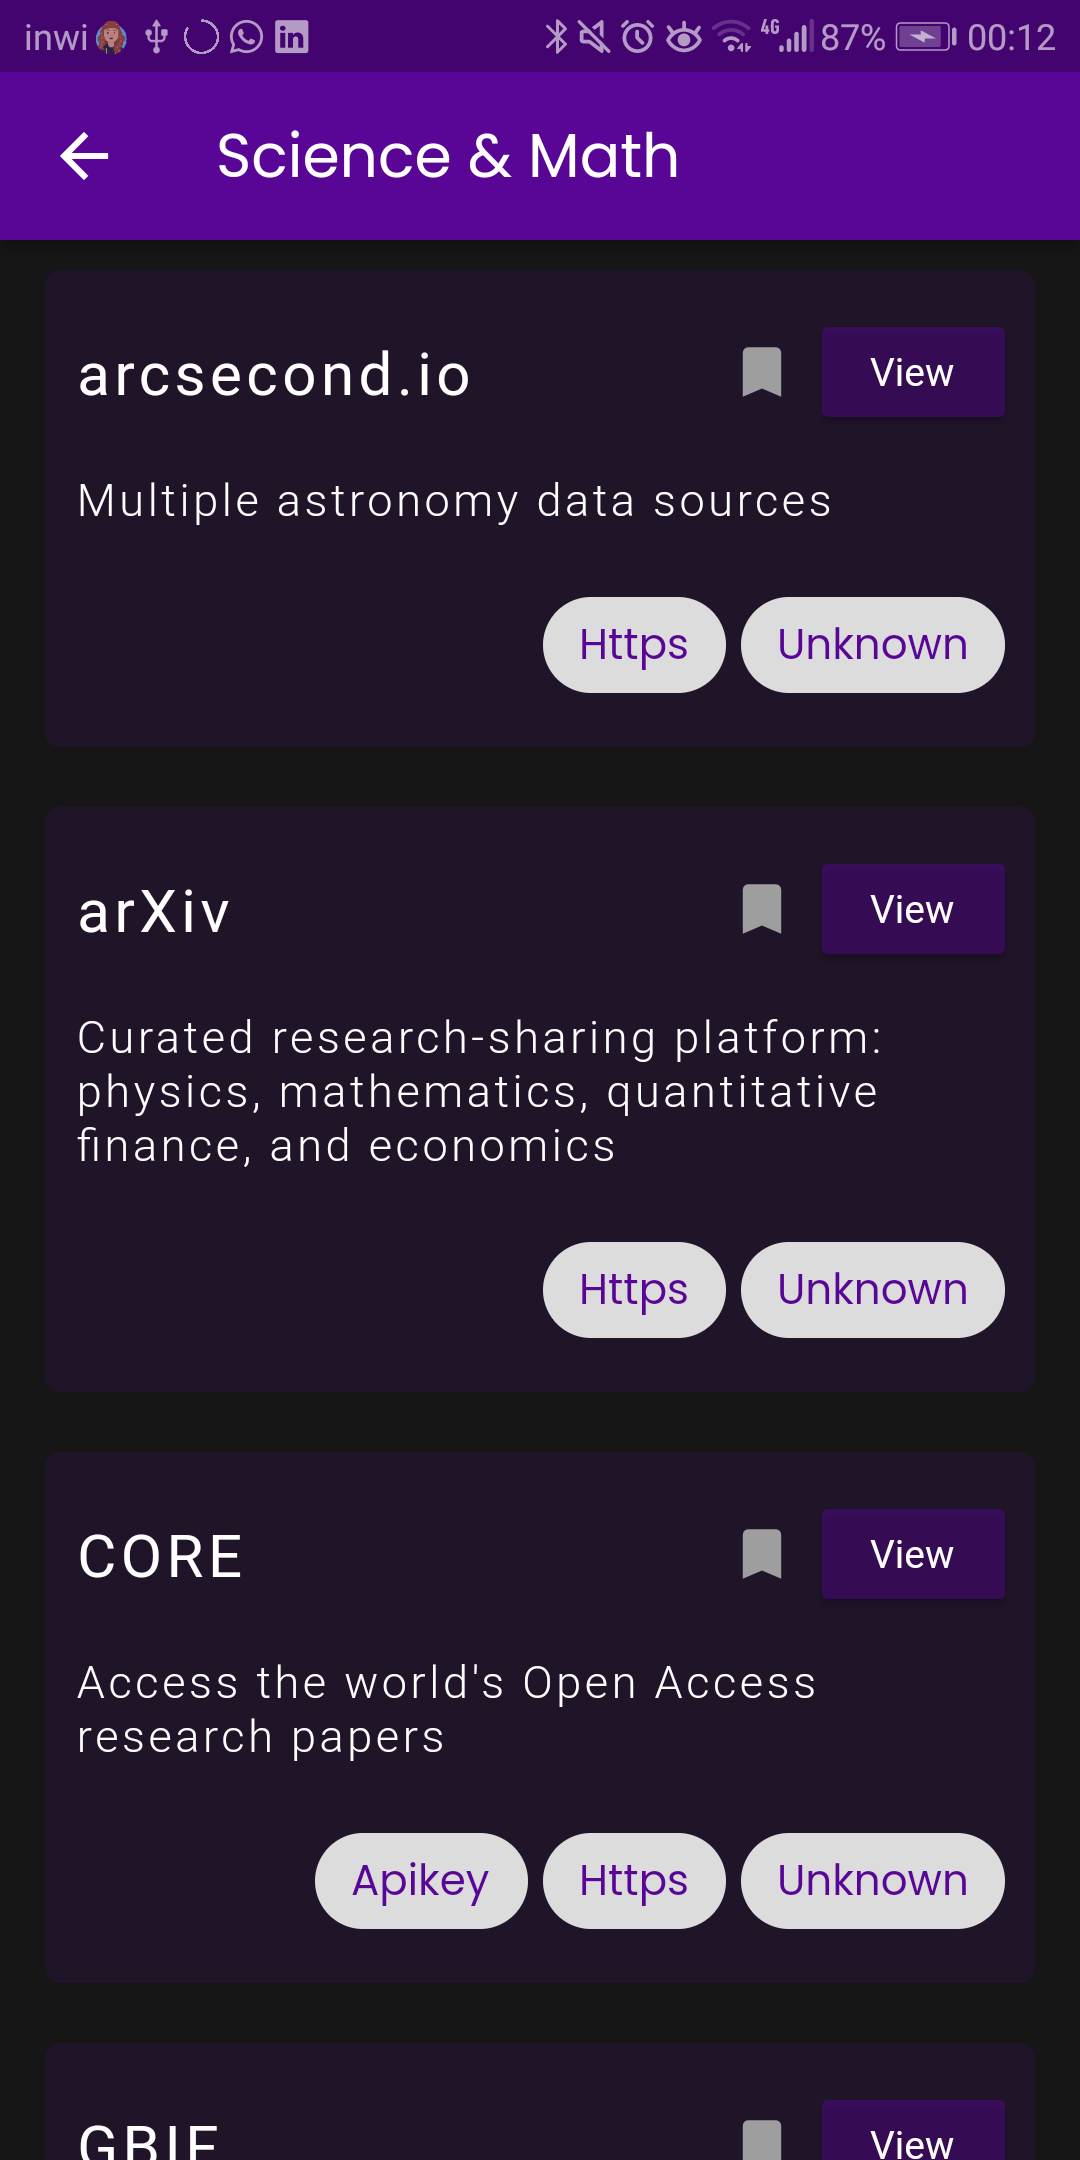 inwi 4G 87% 00:12
Science & Math
arcsecond.io View
Multiple astronomy data sources
Https Unknown
arXiv View
Curated research-sharing platform:
physics, mathematics, quantitative
finance, and economics
Https Unknown
CORE View
Access the world's Open Access
research papers
Apikey Https Unknown
GBIF View